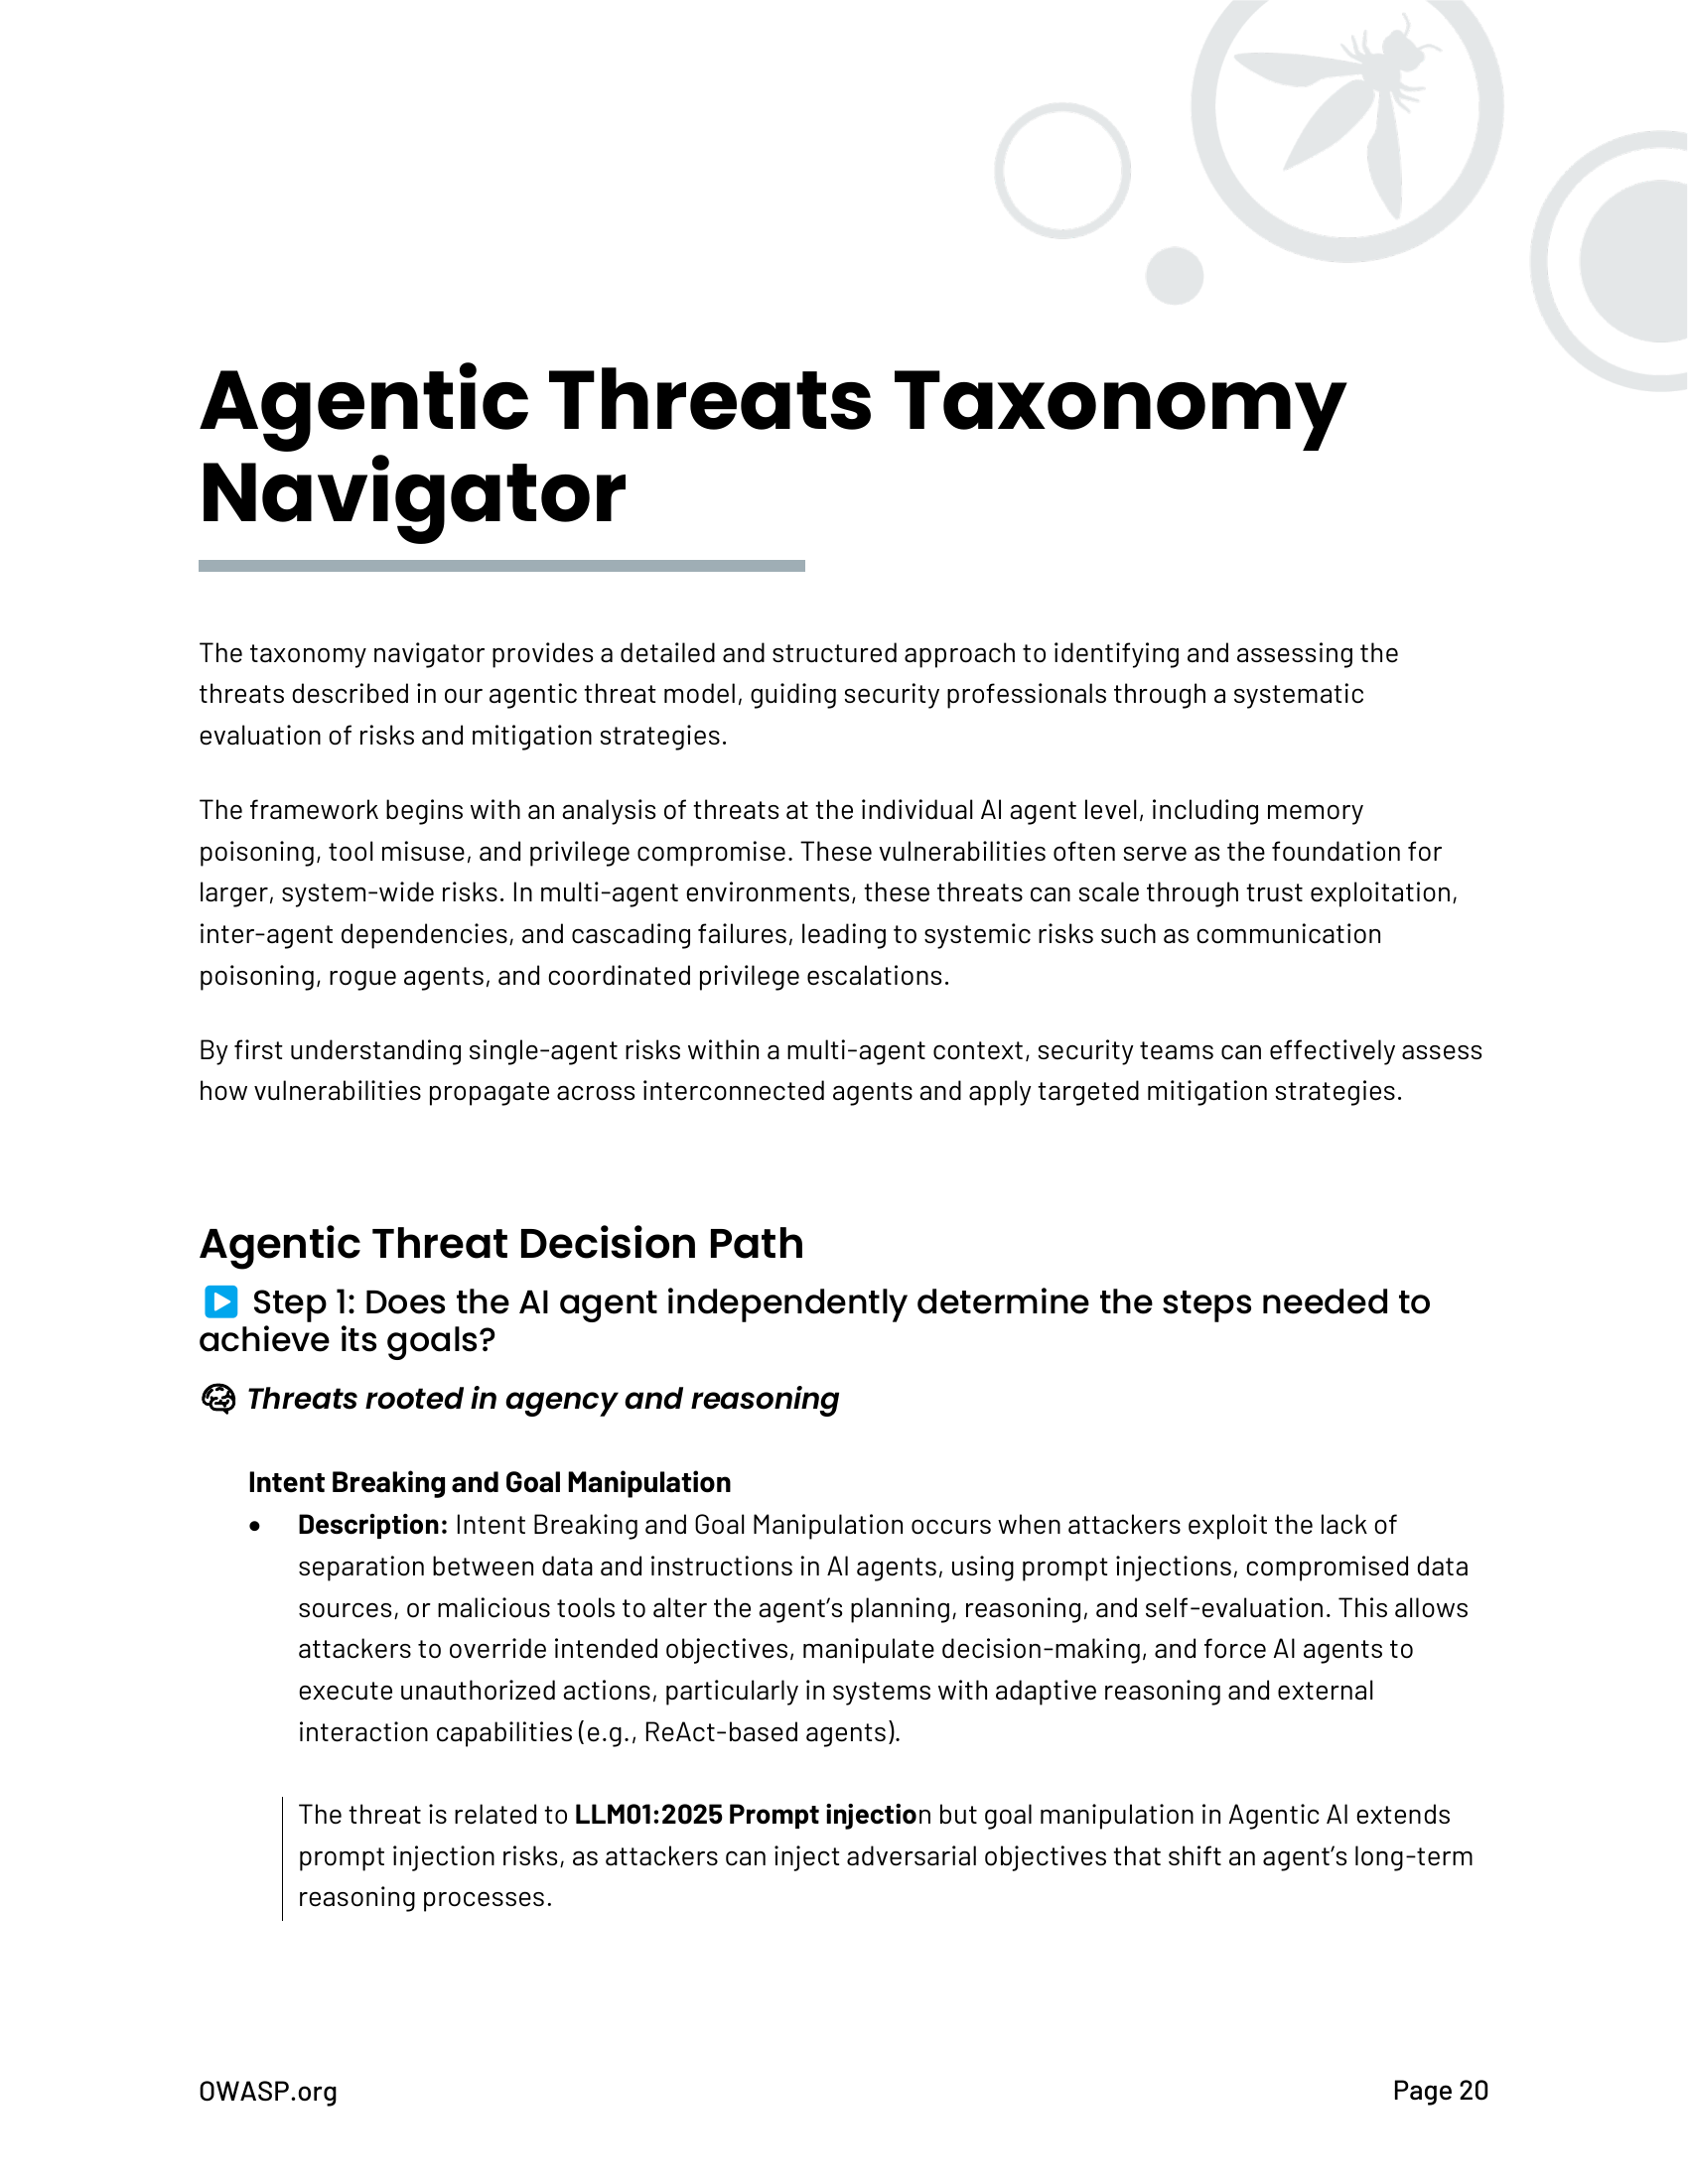 Agentic Threats Taxonomy
Navigator
The taxonomy navigator provides a detailed and structured approach to identifying and assessing the
threats described in our agentic threat model, guiding security professionals through a systematic
evaluation of risks and mitigation strategies.
The framework begins with an analysis of threats at the individual AI agent level, including memory
poisoning, tool misuse, and privilege compromise. These vulnerabilities often serve as the foundation for
larger, system-wide risks. In multi-agent environments, these threats can scale through trust exploitation,
inter-agent dependencies, and cascading failures, leading to systemic risks such as communication
poisoning, rogue agents, and coordinated privilege escalations.
By first understanding single-agent risks within a multi-agent context, security teams can effectively assess
how vulnerabilities propagate across interconnected agents and apply targeted mitigation strategies.
Agentic Threat Decision Path
Step 1: Does the AI agent independently determine the steps needed to
achieve its goals?
Threats rooted in agency and reasoning
Intent Breaking and Goal Manipulation
● Description: Intent Breaking and Goal Manipulation occurs when attackers exploit the lack of
separation between data and instructions in AI agents, using prompt injections, compromised data
sources, or malicious tools to alter the agent’s planning, reasoning, and self-evaluation. This allows
attackers to override intended objectives, manipulate decision-making, and force AI agents to
execute unauthorized actions, particularly in systems with adaptive reasoning and external
interaction capabilities (e.g., ReAct-based agents).
The threat is related to LLM01:2025 Prompt injection but goal manipulation in Agentic AI extends
prompt injection risks, as attackers can inject adversarial objectives that shift an agent’s long-term
reasoning processes.
OWASP.org
Page 20